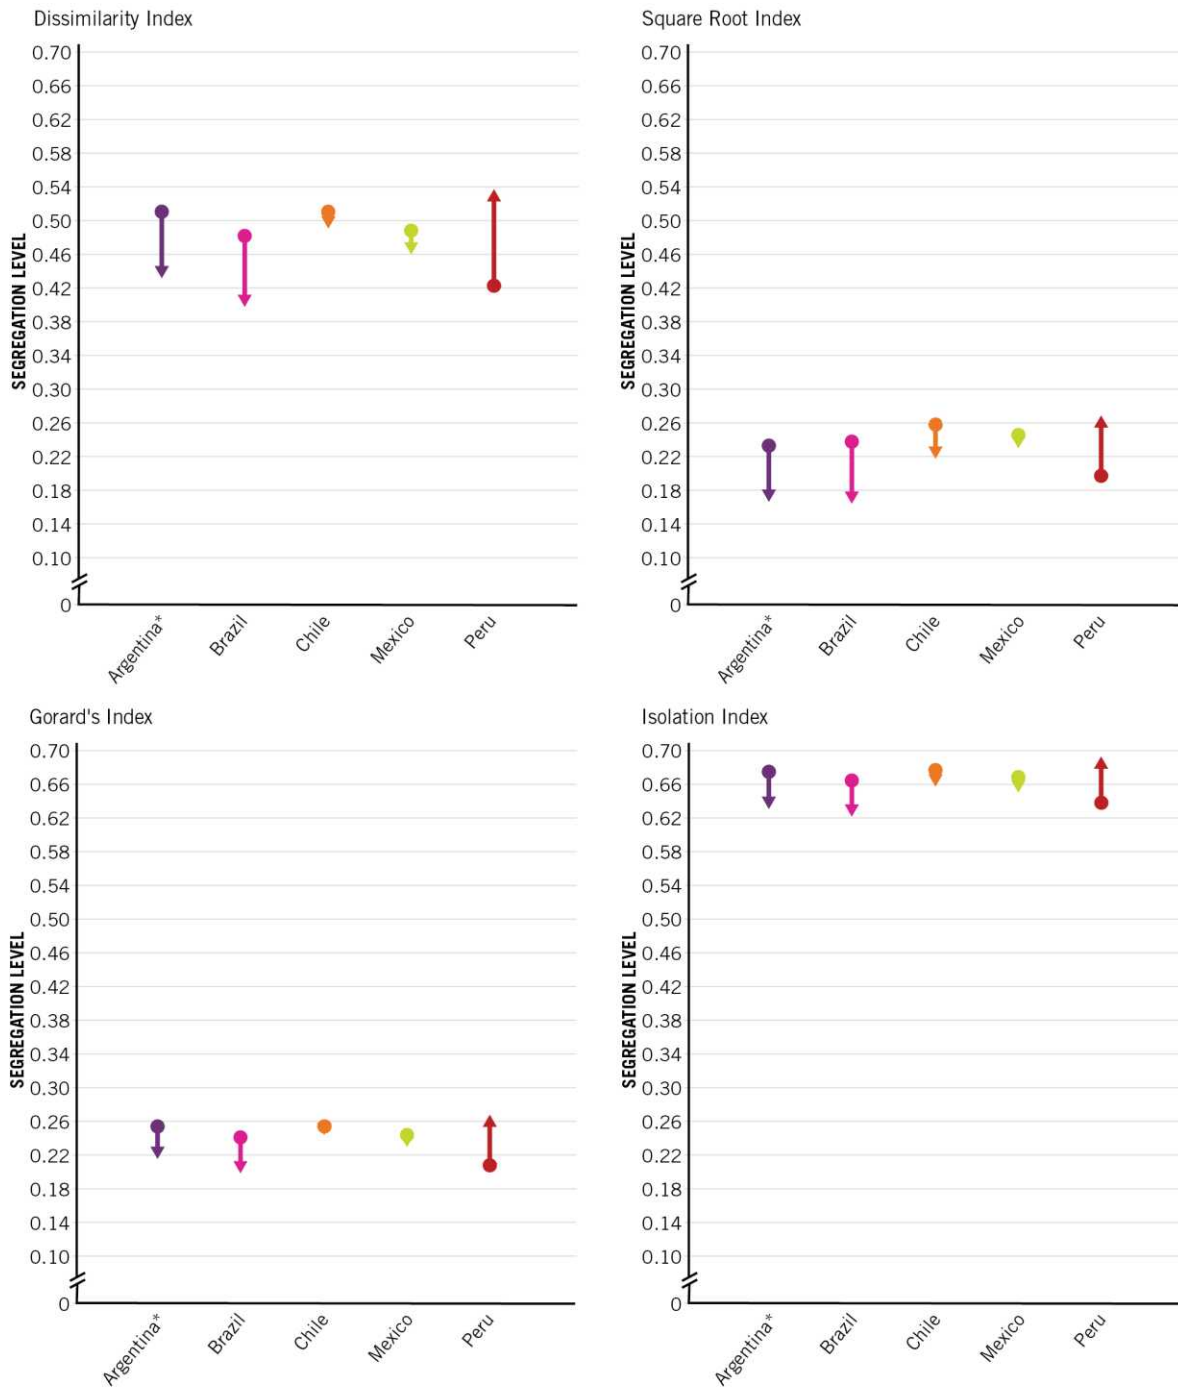 Dissimilarity Index
SEGREGATION LEVEL
0.70
0.66
0.62
0.58
0.54
0.50
0.46
0.42
0.38
0.34
0.30
0.26
0.22
0.18
0.14
0.10
0
Argentina*
Brazil
Chile
Mexico
Peru
Square Root Index
SEGREGATION LEVEL
0.70
0.66
0.62
0.58
0.54
0.50
0.46
0.42
0.38
0.34
0.30
0.26
0.22
0.18
0.14
0.10
0
Argentina*
Brazil
Chile
Mexico
Peru
Gorard's Index
SEGREGATION LEVEL
0.70
0.66
0.62
0.58
0.54
0.50
0.46
0.42
0.38
0.34
0.30
0.26
0.22
0.18
0.14
0.10
0
Argentina*
Brazil
Chile
Mexico
Peru
Isolation Index
SEGREGATION LEVEL
0.70
0.66
0.62
0.58
0.54
0.50
0.46
0.42
0.38
0.34
0.30
0.26
0.22
0.18
0.14
0.10
0
Argentina*
Brazil
Chile
Mexico
Peru